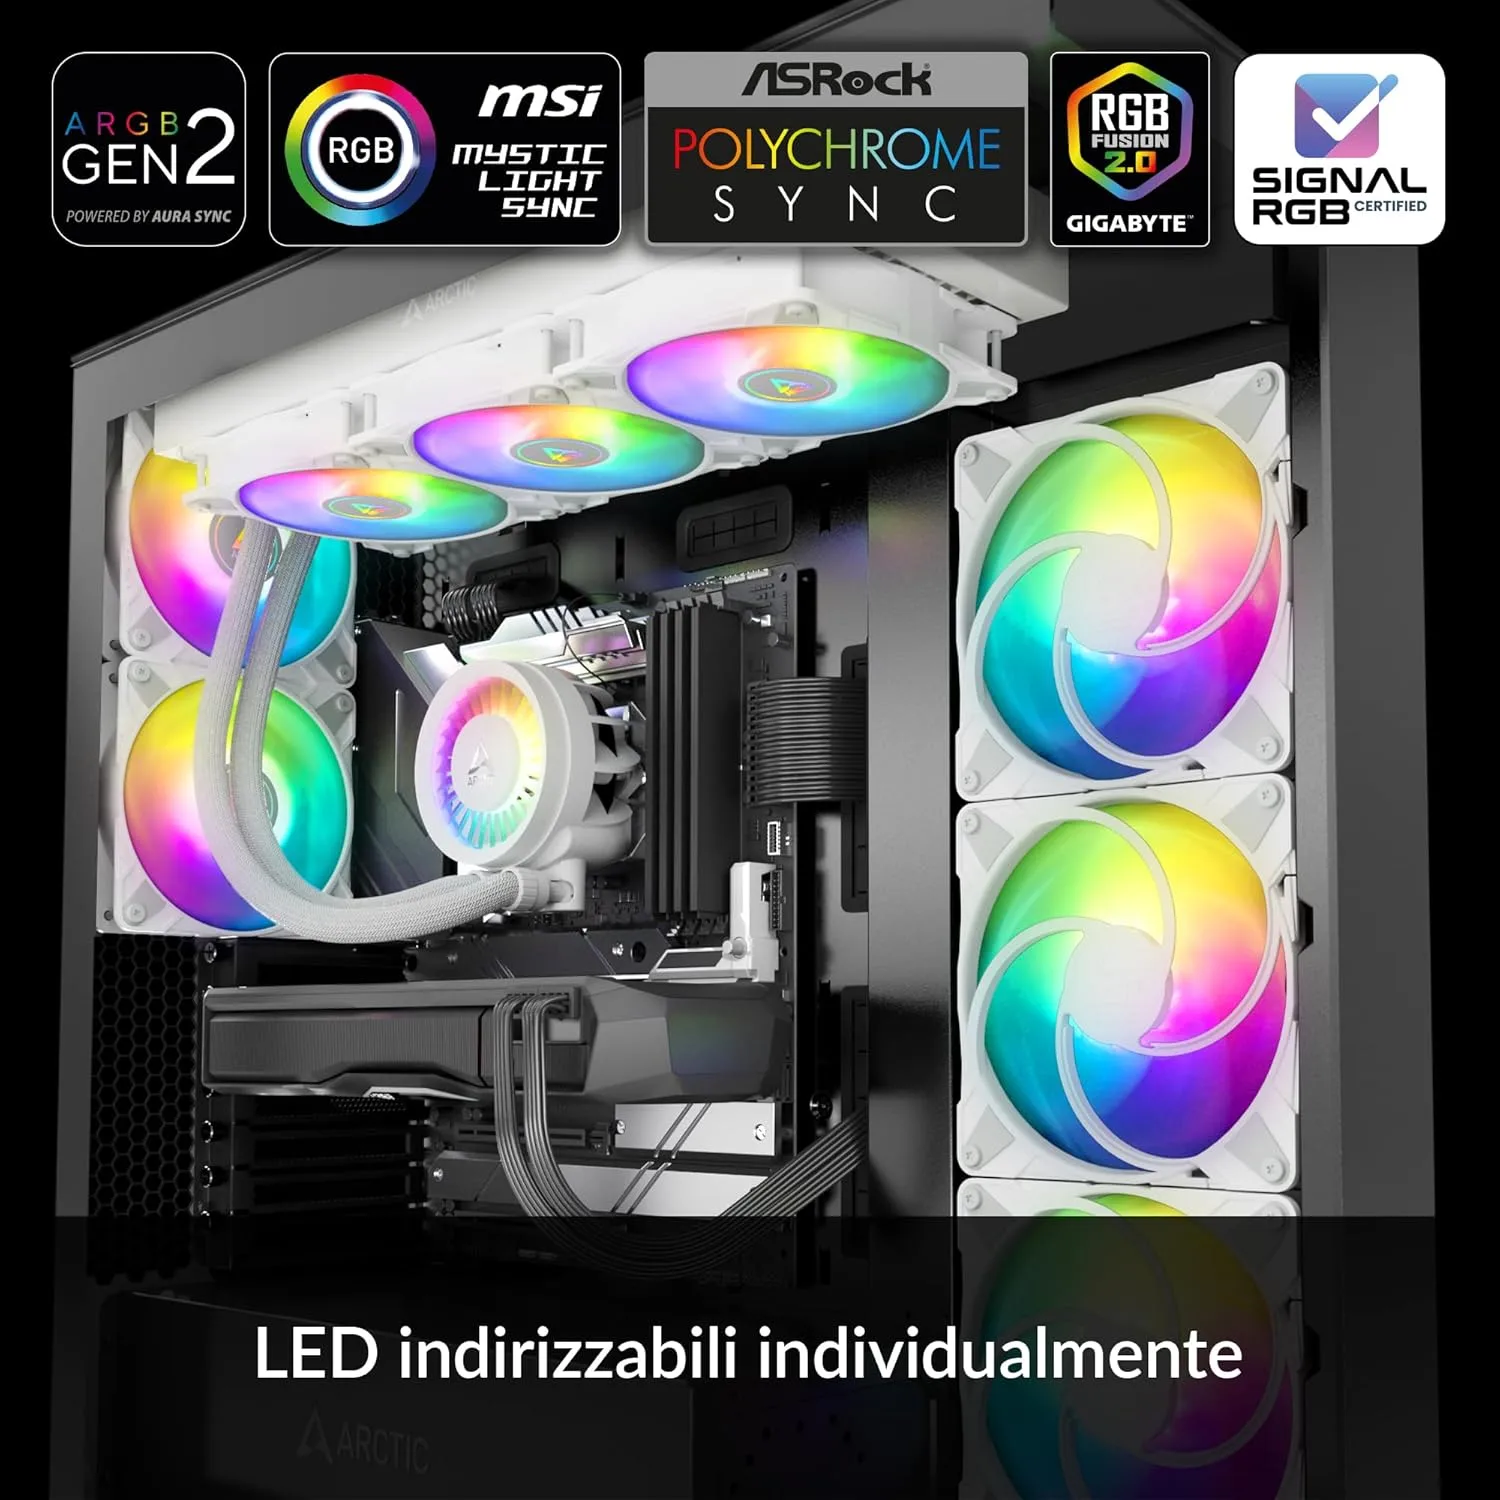 ARGB
GEN2
POWERED BY AURA SYNC
RGB
msi
MYSTIC
LIGHT
SYNC
ASRock
POLYCHROME
SYNC
RGB
FUSION
2.0
GIGABYTE™
SIGNAL
RGB CERTIFIED
ARCTIC
LED indirizzabili individualmente
ARCTIC